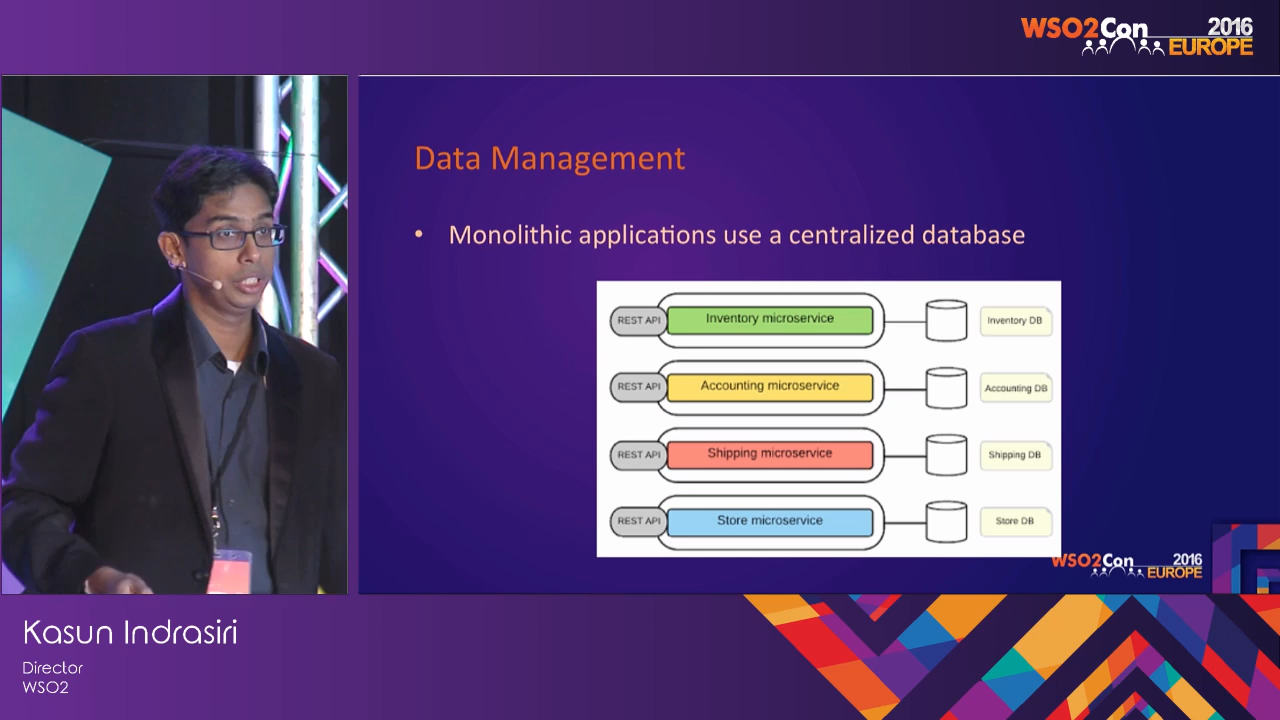 WSO2Con 2016
EUROPE
Data Management
• Monolithic applications use a centralized database
REST API Inventory microservice Inventory DB
REST API Accounting microservice Accounting DB
REST API Shipping microservice Shipping DB
REST API Store microservice Store DB
WSO2Con 2016
EUROPE
Kasun Indrasiri
Director
WSO2